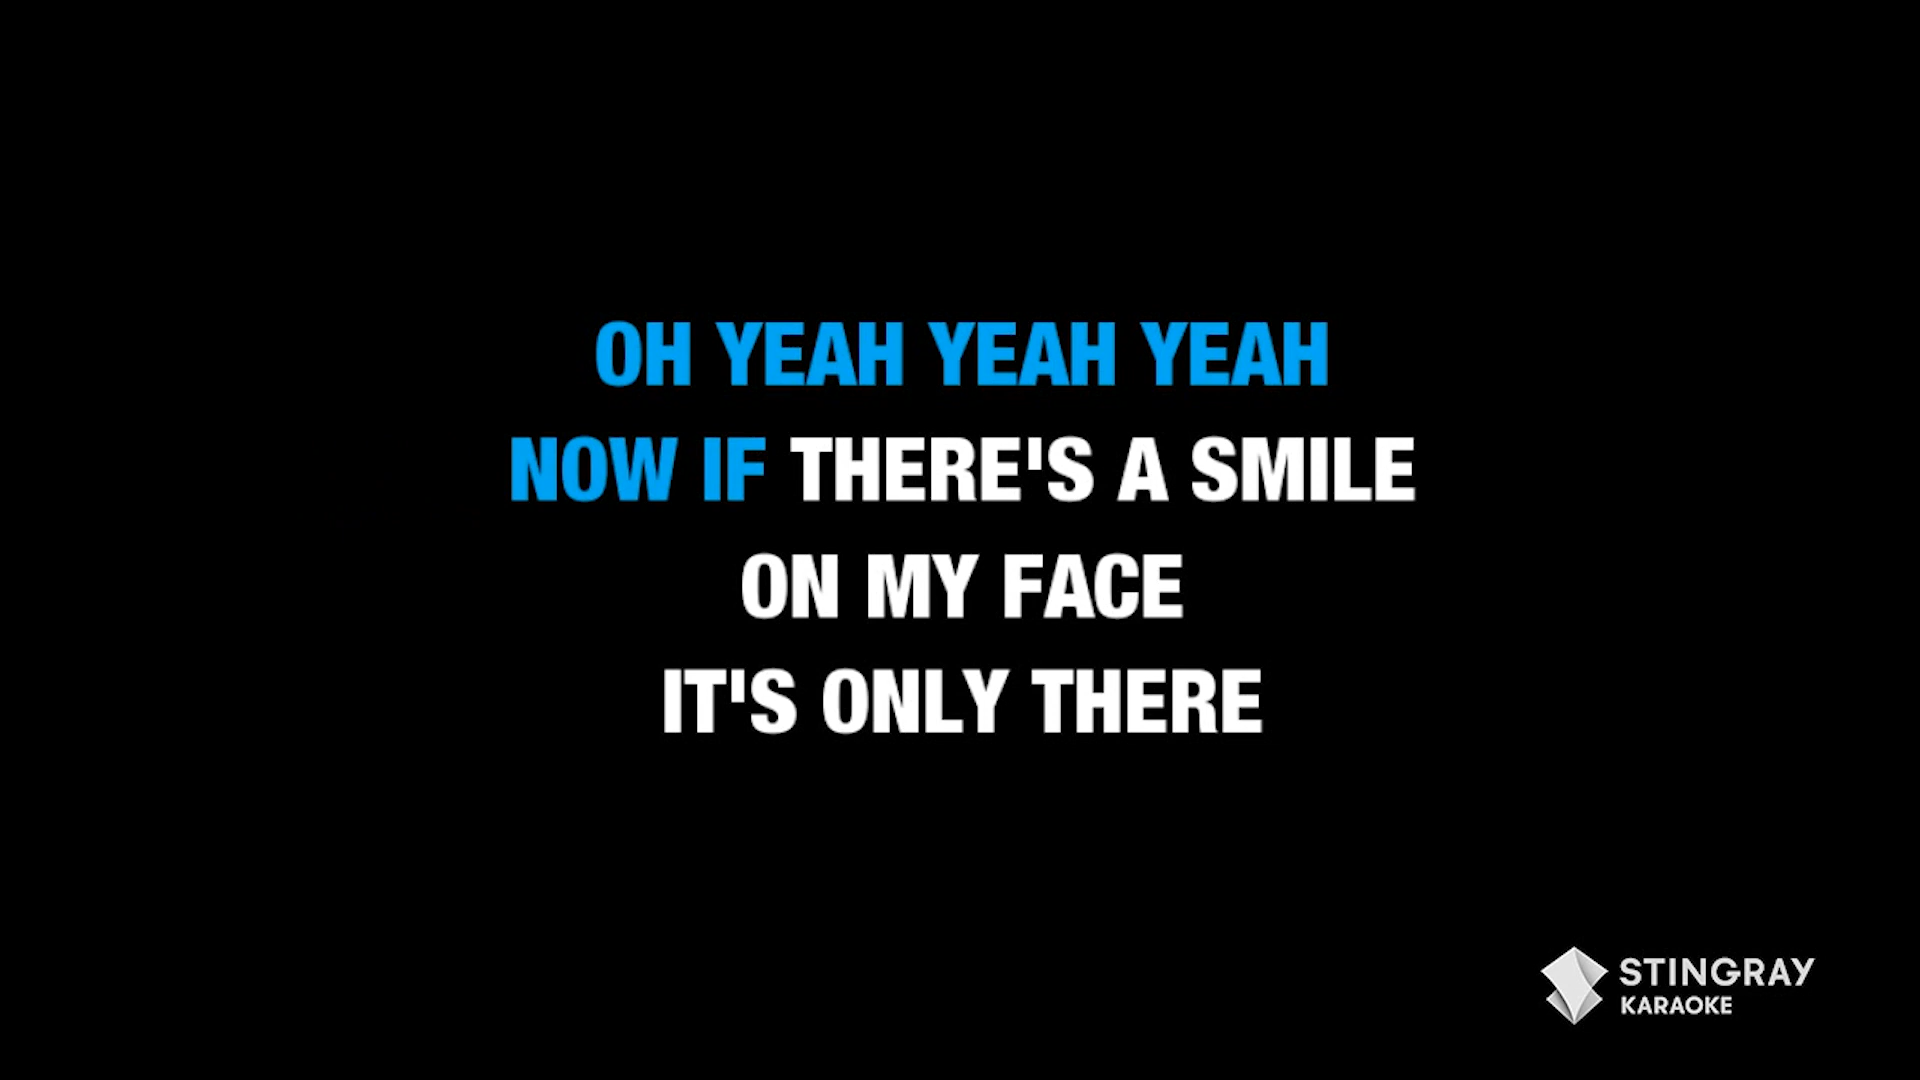 OH YEAH YEAH YEAH
NOW IF THERE'S A SMILE
ON MY FACE
IT'S ONLY THERE
STINGRAY
KARAOKE